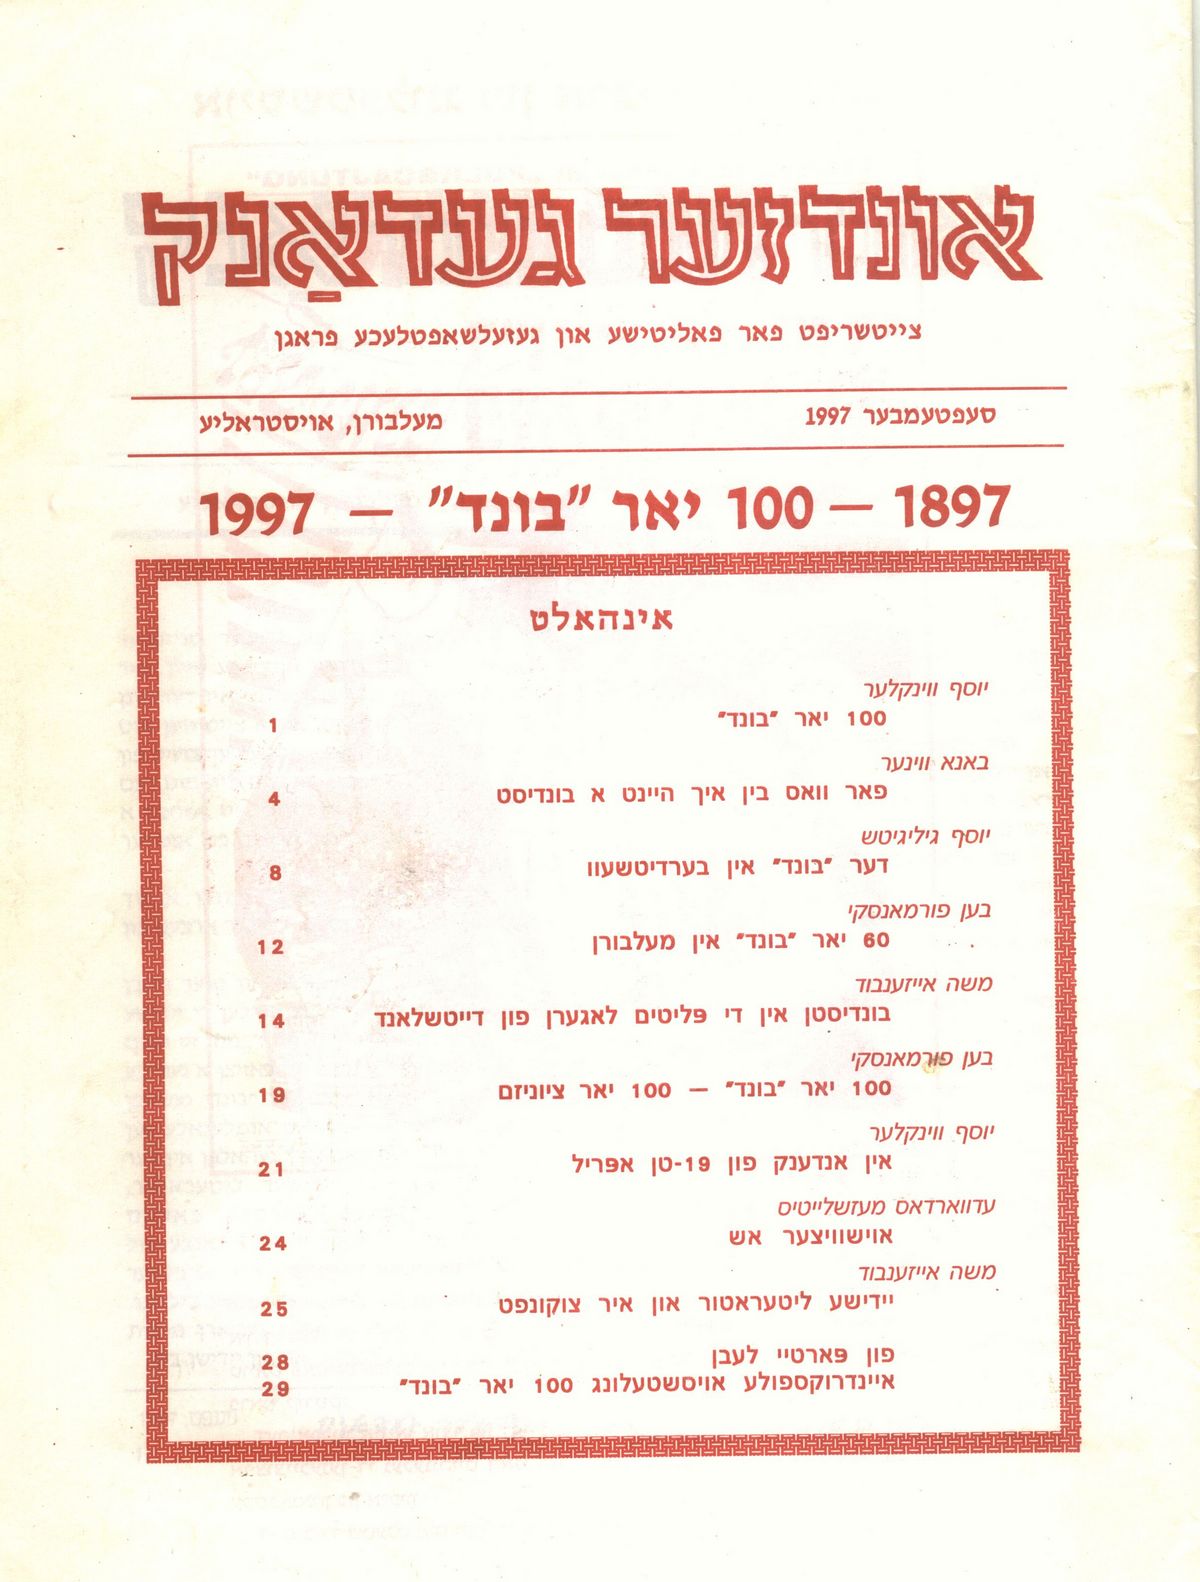 אונדזער געדאַנק
צייטשריפט פאר פאליטישע און געזעלשאפטלעכע פראגן
סעפטעמבער 1997 מעלבורן, אויסטראליע
1897 — 100 יאר "בונד" — 1997
אינהאלט
יוסף ווינקלער
100 יאר "בונד" 1
באנא ווינער
פאר וואס בין איך היינט א בונדיסט 4
יוסף גיליגיטש
דער "בונד" אין בערדיטשעוו 8
בען פורמאנסקי
60 יאר "בונד" אין מעלבורן 12
משה אייזענבוד
בונדיסטן אין די פליטים לאגערן פון דייטשלאנד 14
בען פורמאנסקי
100 יאר "בונד" — 100 יאר ציוניזם 19
יוסף ווינקלער
אין אנדענק פון 19-טן אפריל 21
עדווארדאס מעזשלייטיס
אוישוויצער אש 24
משה אייזענבוד
יידישע ליטעראטור און איר צוקונפט 25
פון פארטיי לעבן 28
איינדרוקספולע אויסשטעלונג 100 יאר "בונד" 29